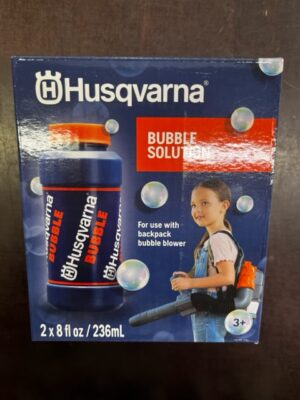 Husqvarna®
BUBBLE
SOLUTION
Husqvarna
BUBBLE
Husqvarna
BUBBLE
For use with
backpack
bubble blower
2 x 8 fl oz / 236mL
3+